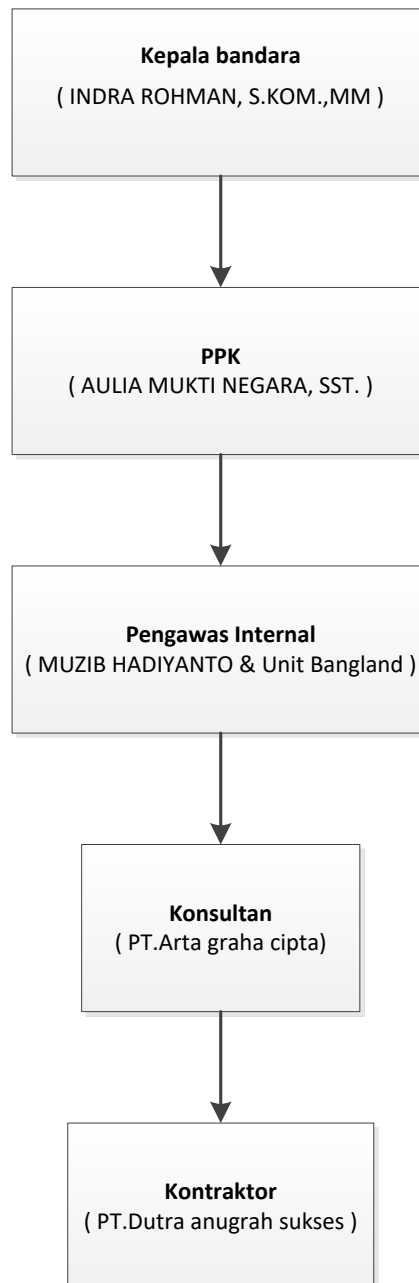 Kepala bandara
( INDRA ROHMAN, S.KOM.,MM )
PPK
( AULIA MUKTI NEGARA, SST. )
Pengawas Internal
( MUZIB HADIYANTO & Unit Bangland )
Konsultan
( PT.Arta graha cipta)
Kontraktor
( PT.Dutra anugrah sukses )